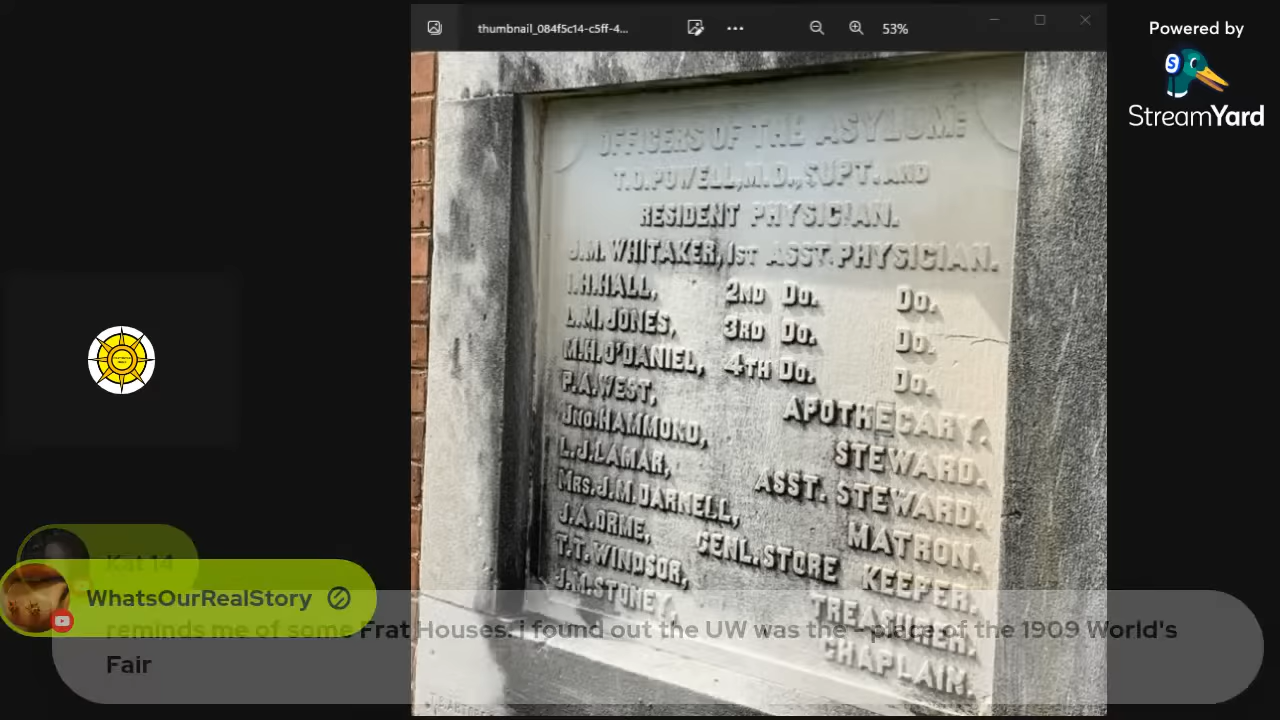 thumbnail_084f5c14-c5ff-4...
53%
Powered by
StreamYard
OFFICERS OF THE ASYLUM:
T.O.POWELL,M.D.,SUPT.AND
RESIDENT PHYSICIAN.
J.M.WHITAKER,1ST ASST.PHYSICIAN.
I.H.HALL, 2ND Do. Do.
L.M.JONES, 3RD Do. Do.
M.H.O'DANIEL, 4TH Do. Do.
P.A.WEST, APOTHECARY.
JNO.HAMMOND, STEWARD.
L.J.LAMAR, ASST. STEWARD.
MRS.J.M.DARNELL, MATRON.
J.A.ORME, GENL.STORE KEEPER.
T.T.WINDSOR, TREASURER.
J.M.STONEY, CHAPLAIN.
Kat 14
WhatsOurRealStory
reminds me of some Frat Houses. i found out the UW was the - place of the 1909 World's
Fair